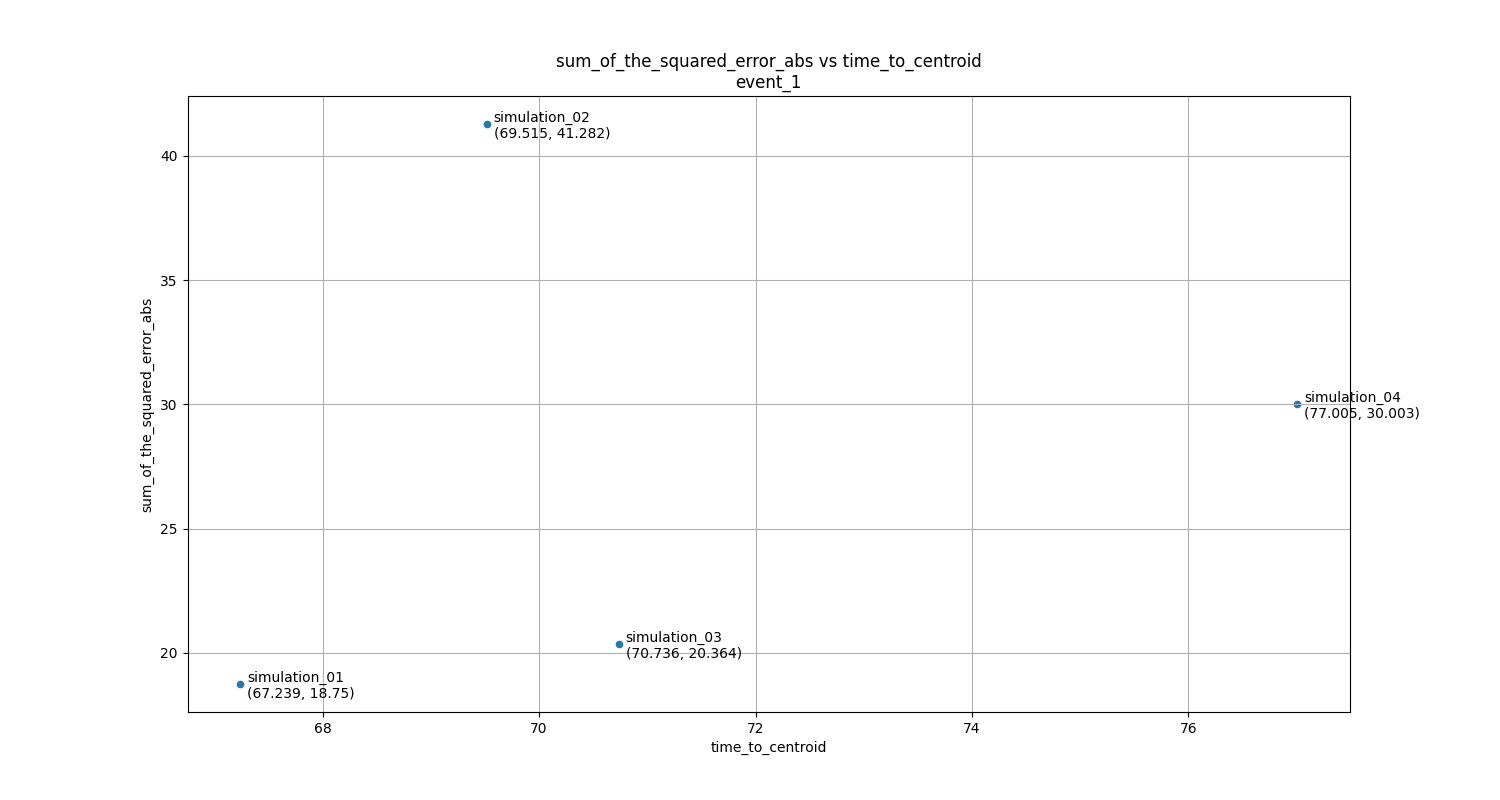 sum_of_the_squared_error_abs vs time_to_centroid
event_1
simulation_02
(69.515, 41.282)
40
35
sum_of_the_squared_error_abs
30
simulation_04
(77.005, 30.003)
25
simulation_03
(70.736, 20.364)
20
simulation_01
(67.239, 18.75)
68 70 72 74 76
time_to_centroid